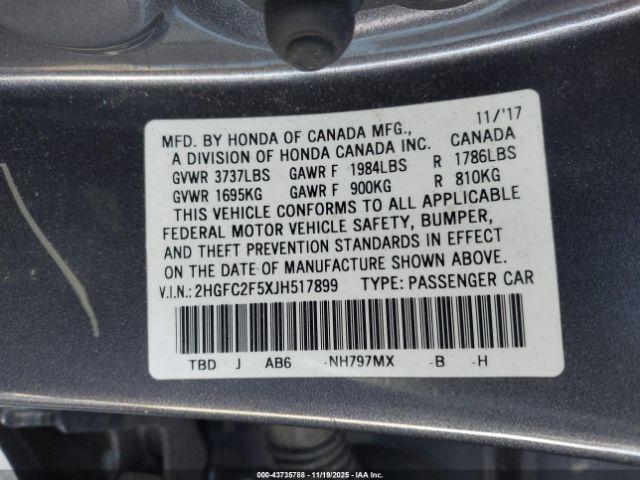 11/'17
MFD. BY HONDA OF CANADA MFG., CANADA
A DIVISION OF HONDA CANADA INC.
GVWR 3737LBS GAWR F 1984LBS R 1786LBS
GVWR 1695KG GAWR F 900KG R 810KG
THIS VEHICLE CONFORMS TO ALL APPLICABLE
FEDERAL MOTOR VEHICLE SAFETY, BUMPER,
AND THEFT PREVENTION STANDARDS IN EFFECT
ON THE DATE OF MANUFACTURE SHOWN ABOVE.
V.I.N.: 2HGFC2F5XJH517899 TYPE: PASSENGER CAR
TBD J AB6 -NH797MX -B -H
00-43735788 - 11/19/2025 - IAA Inc.